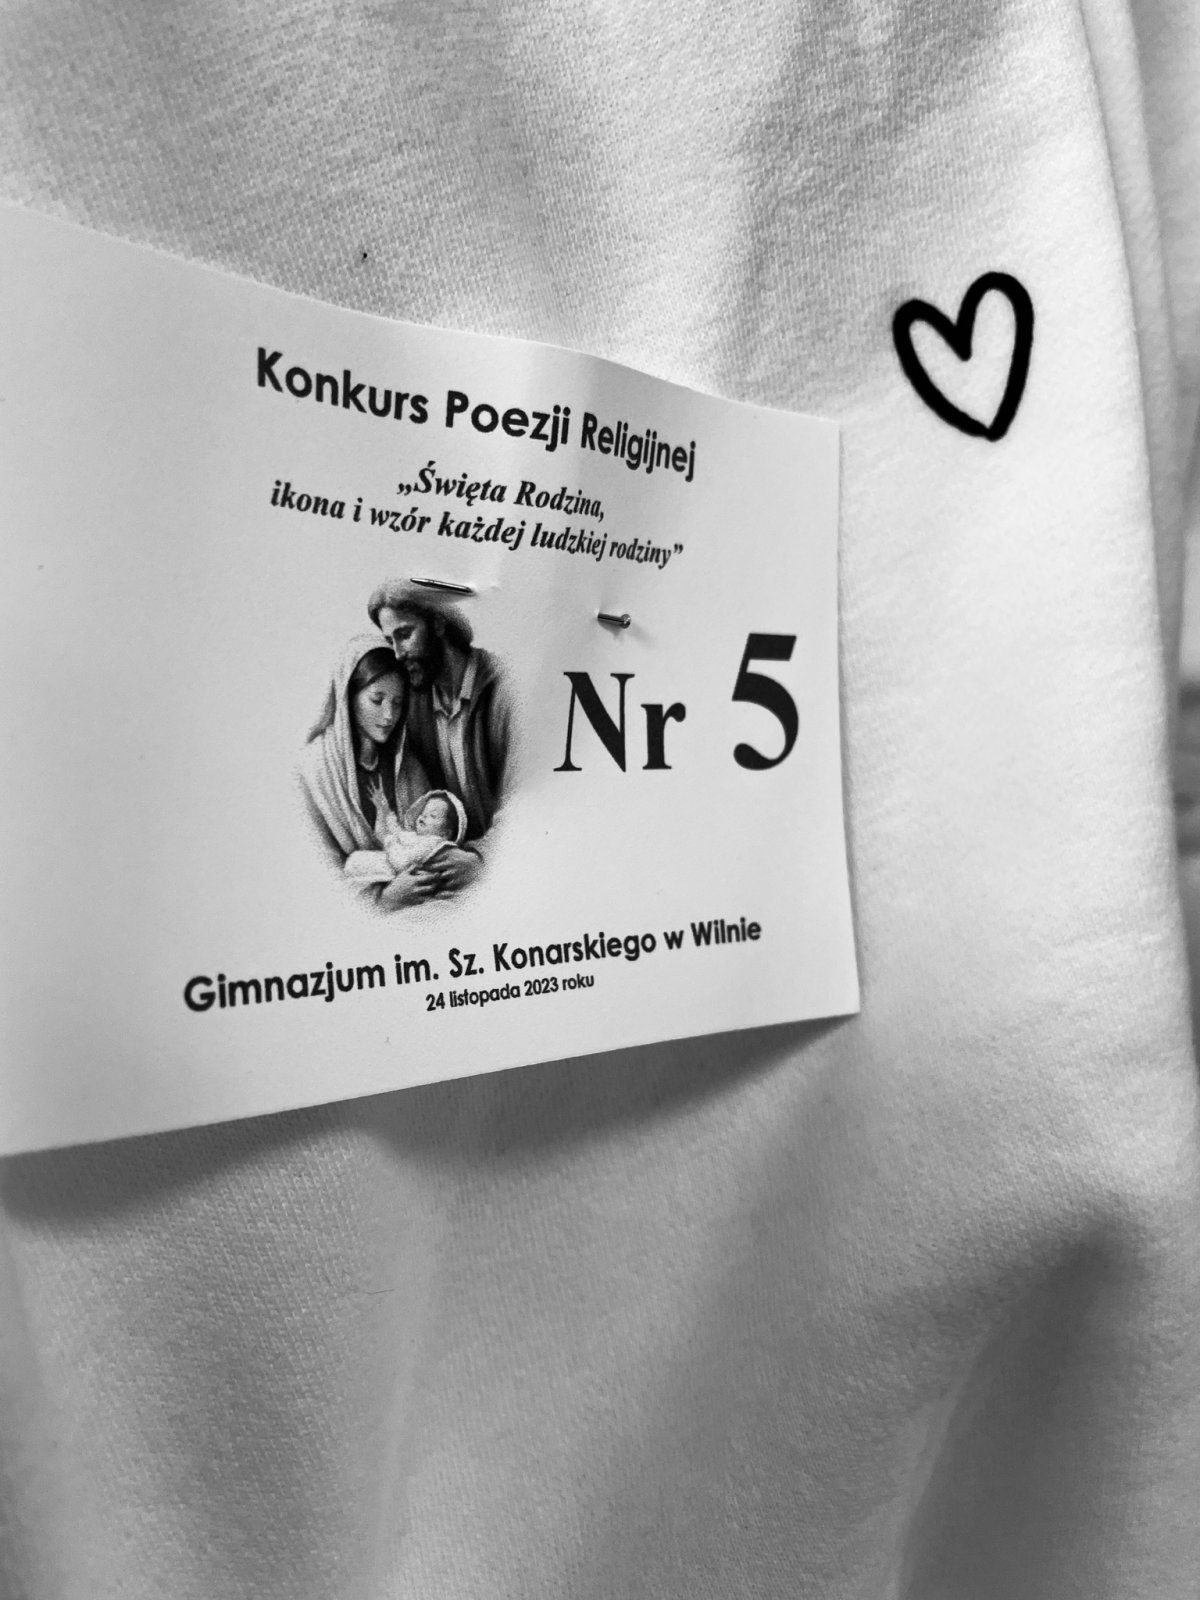 Konkurs Poezji Religijnej
„Święta Rodzina,
ikona i wzór każdej ludzkiej rodziny”
Nr 5
Gimnazjum im. Sz. Konarskiego w Wilnie
24 listopada 2023 roku